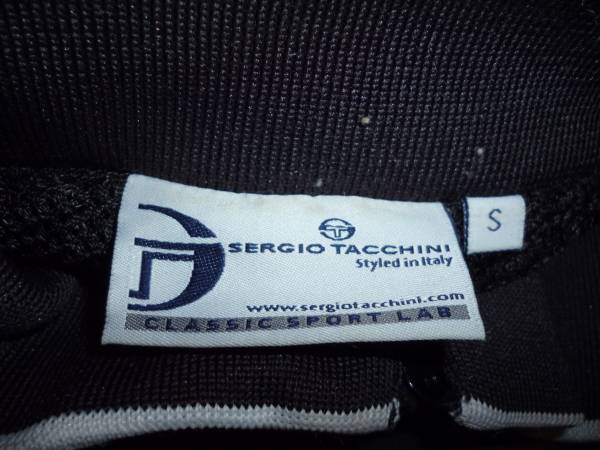 SERGIO TACCHINI
Styled in Italy
www.sergiotacchini.com
CLASSIC SPORT LAB
S